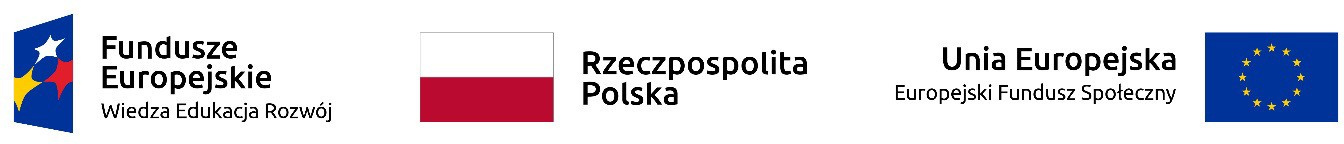 Fundusze
Europejskie
Wiedza Edukacja Rozwój
Rzeczpospolita
Polska
Unia Europejska
Europejski Fundusz Społeczny